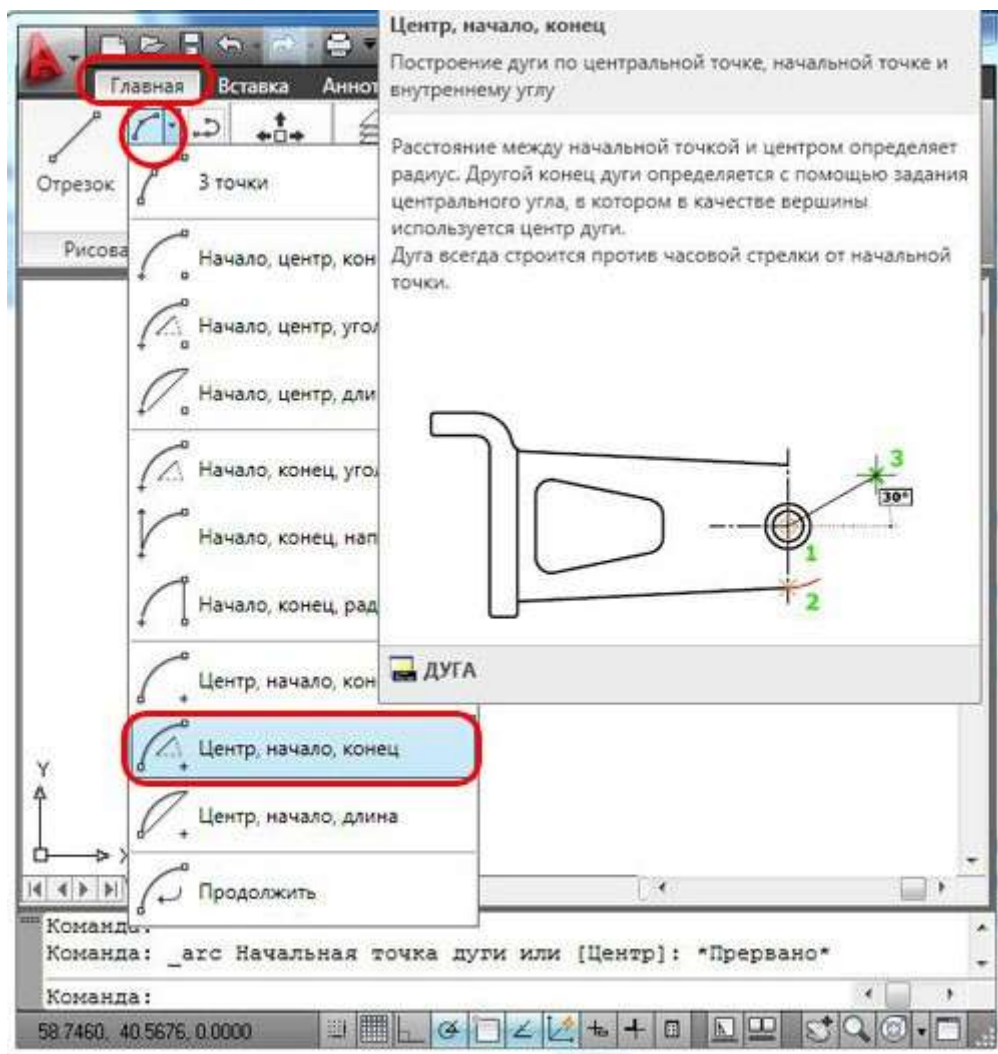 Центр, начало, конец
Построение дуги по центральной точке, начальной точке и
внутреннему углу
Расстояние между начальной точкой и центром определяет
радиус. Другой конец дуги определяется с помощью задания
центрального угла, в котором в качестве вершины
используется центр дуги.
Дуга всегда строится против часовой стрелки от начальной
точки.
3
30°
1
2
ДУГА
Главная Вставка Аннот
Отрезок
Рисова
3 точки
Начало, центр, кон
Начало, центр, угол
Начало, центр, дли
Начало, конец, угол
Начало, конец, нап
Начало, конец, рад
Центр, начало, кон
Центр, начало, конец
Центр, начало, длина
Продолжить
Y
X
Команда:
Команда: _arc Начальная точка дуги или [Центр]: *Прервано*
Команда:
58.7460, 40.5676, 0.0000